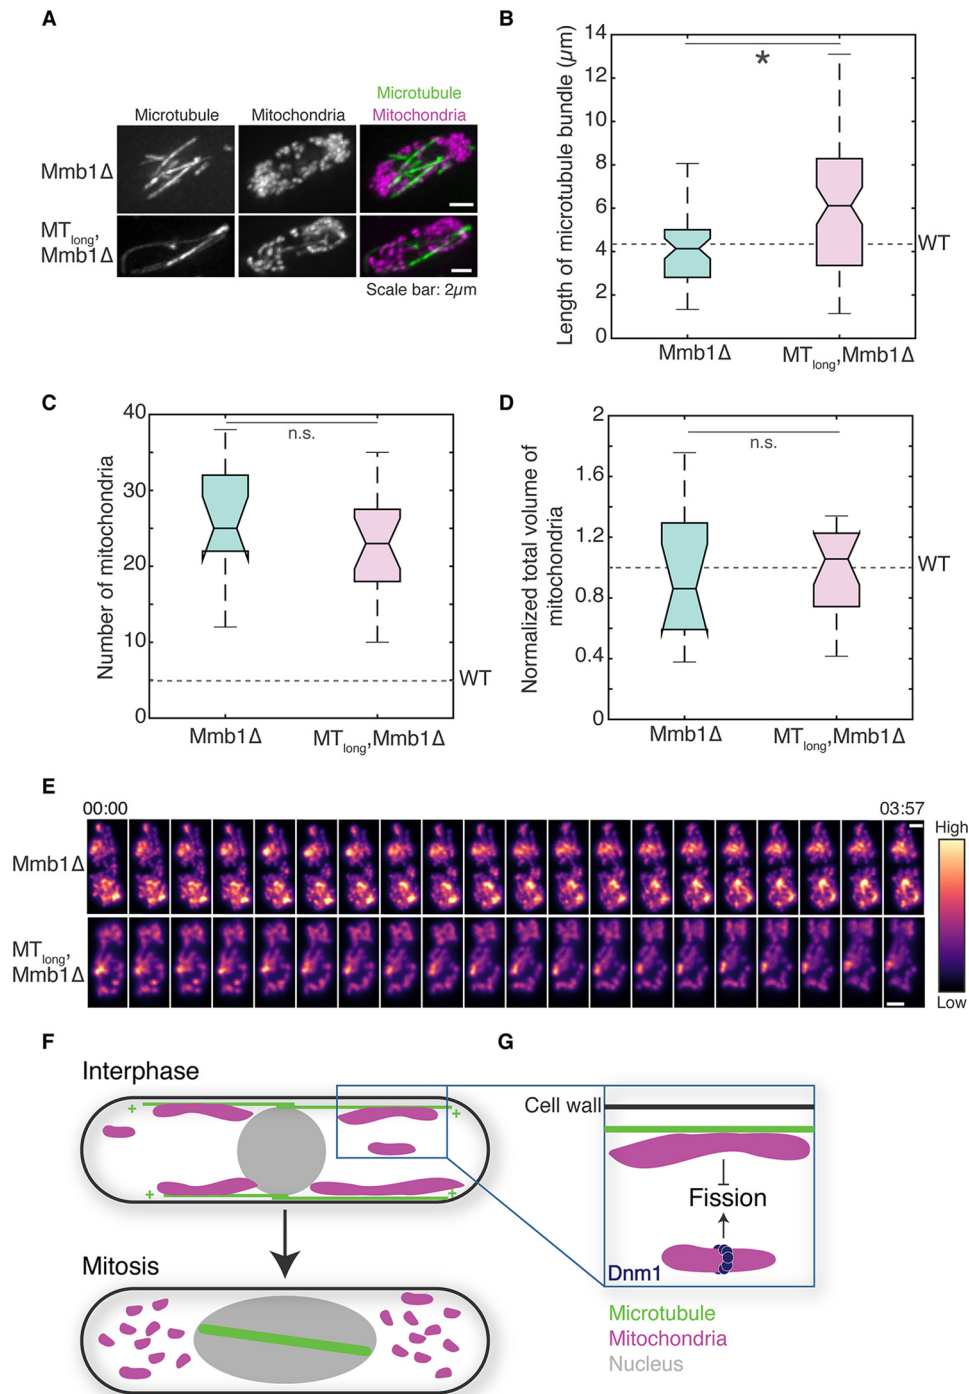 A
Microtubule
Mitochondria
Microtubule
Mitochondria
Mmb1Δ
MTlong,
Mmb1Δ
Scale bar: 2µm
B
Length of microtubule bundle (µm)
14
12
10
8
6
4
2
0
*
WT
Mmb1Δ
MTlong,Mmb1Δ
C
Number of mitochondria
40
30
20
10
0
n.s.
WT
Mmb1Δ
MTlong,Mmb1Δ
D
Normalized total volume of
mitochondria
2
1.6
1.2
0.8
0.4
0
n.s.
WT
Mmb1Δ
MTlong,Mmb1Δ
E
00:00
03:57
Mmb1Δ
MTlong,
Mmb1Δ
High
Low
F
Interphase
+
+
+
+
Mitosis
G
Cell wall
Fission
Dnm1
Microtubule
Mitochondria
Nucleus